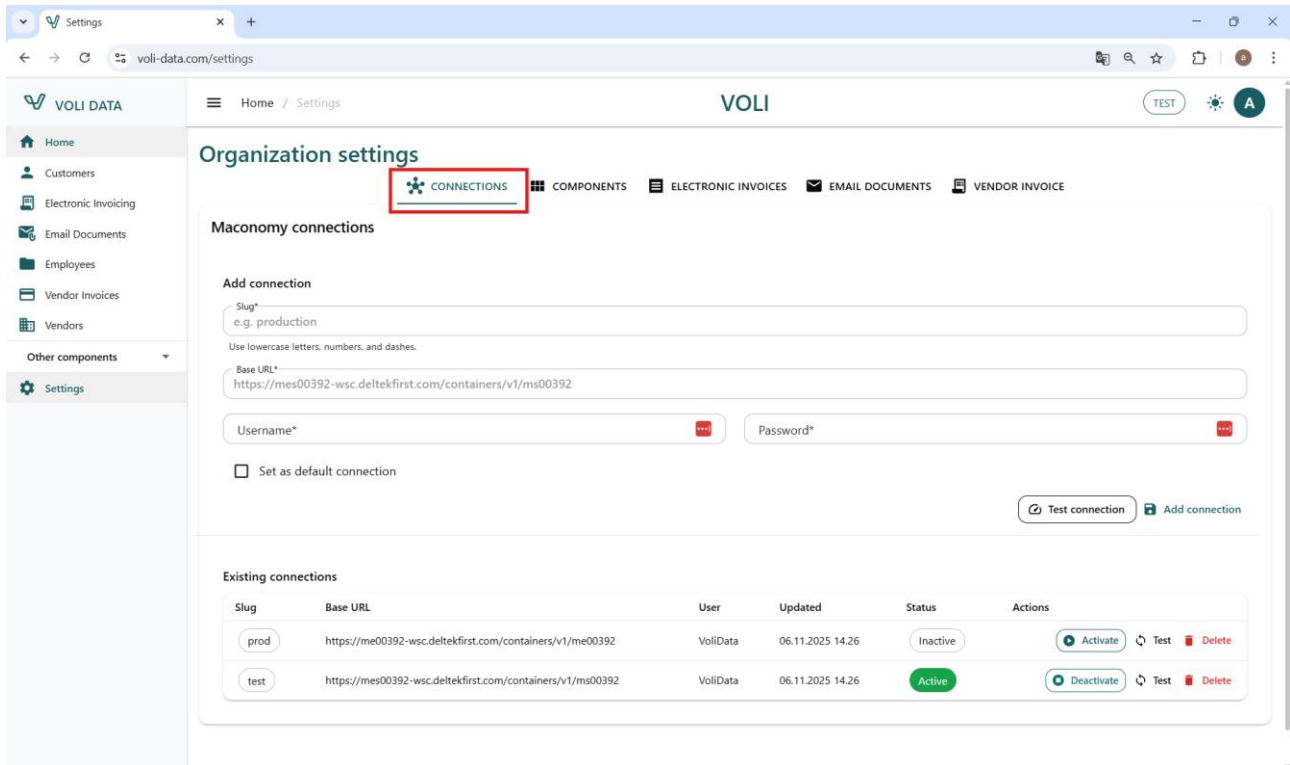 Settings
voli-data.com/settings
a
VOLI DATA
Home / Settings
VOLI
TEST
A
Home
Customers
Electronic Invoicing
Email Documents
Employees
Vendor Invoices
Vendors
Other components
Settings
Organization settings
CONNECTIONS COMPONENTS ELECTRONIC INVOICES EMAIL DOCUMENTS VENDOR INVOICE
Maconomy connections
Add connection
Slug*
e.g. production
Use lowercase letters, numbers, and dashes.
Base URL*
https://mes00392-wsc.deltekfirst.com/containers/v1/ms00392
Username* Password*
Set as default connection
Test connection Add connection
Existing connections
Slug Base URL User Updated Status Actions
prod https://me00392-wsc.deltekfirst.com/containers/v1/me00392 VoliData 06.11.2025 14.26 Inactive Activate Test Delete
test https://mes00392-wsc.deltekfirst.com/containers/v1/ms00392 VoliData 06.11.2025 14.26 Active Deactivate Test Delete